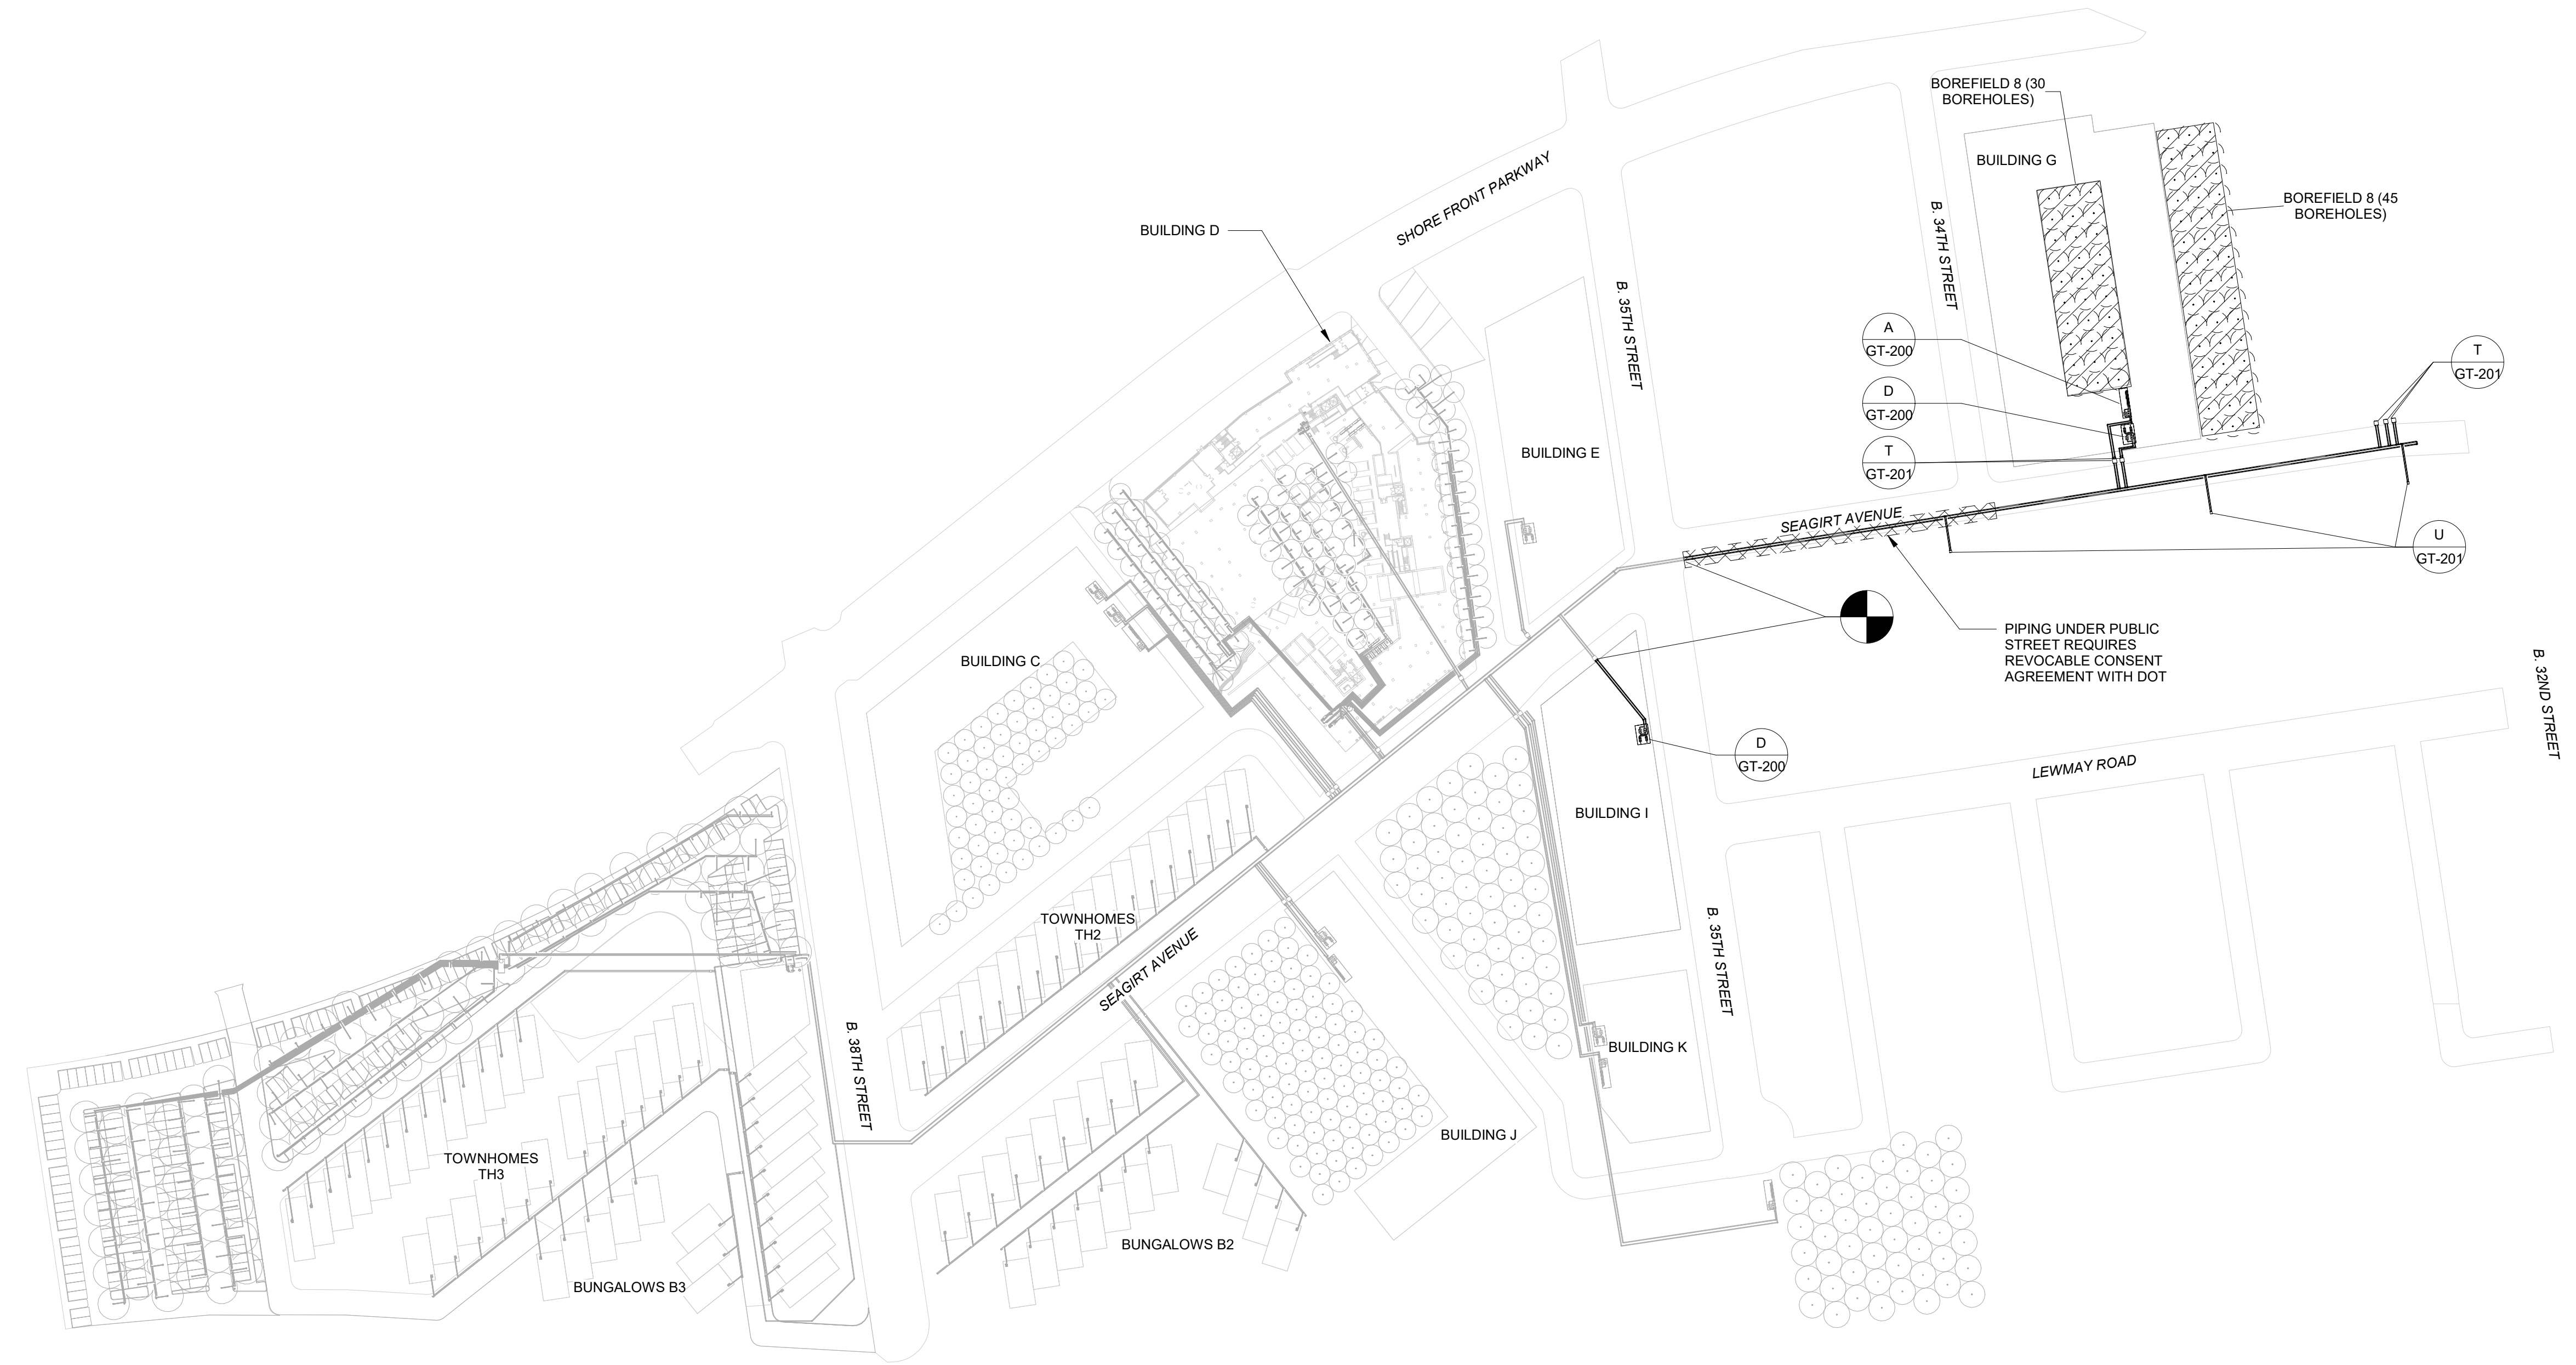 BOREFIELD 8 (30
BOREHOLES)
BUILDING G
SHORE FRONT PARKWAY
BOREFIELD 8 (45
BOREHOLES)
B. 34TH STREET
BUILDING D
B. 35TH STREET
A
GT-200
T
GT-201
D
GT-200
T
GT-201
BUILDING E
SEAGIRT AVENUE
U
GT-201
PIPING UNDER PUBLIC
STREET REQUIRES
REVOCABLE CONSENT
AGREEMENT WITH DOT
BUILDING C
B. 32ND STREET
D
GT-200
LEWMAY ROAD
BUILDING I
TOWNHOMES
TH2
SEAGIRT AVENUE
B. 35TH STREET
BUILDING K
B. 38TH STREET
BUILDING J
TOWNHOMES
TH3
BUNGALOWS B2
BUNGALOWS B3